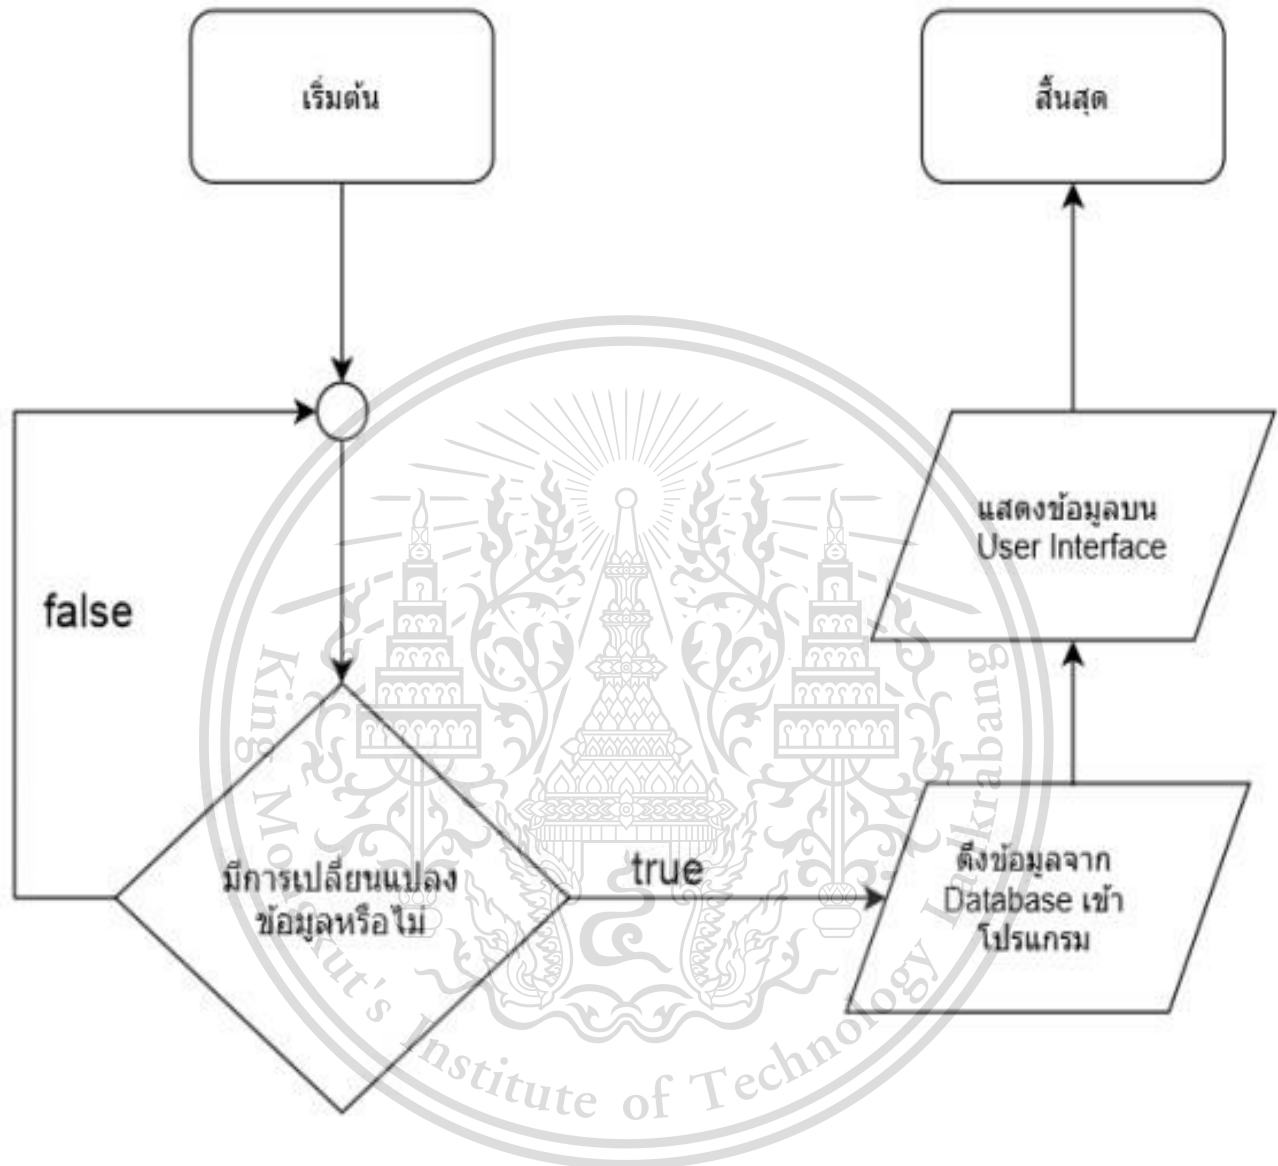 เริ่มต้น
สิ้นสุด
แสดงข้อมูลบน
User Interface
false
true
มีการเปลี่ยนแปลง
ข้อมูลหรือไม่
ดึงข้อมูลจาก
Database เข้า
โปรแกรม
King Mongkut's Institute of Technology Ladkrabang